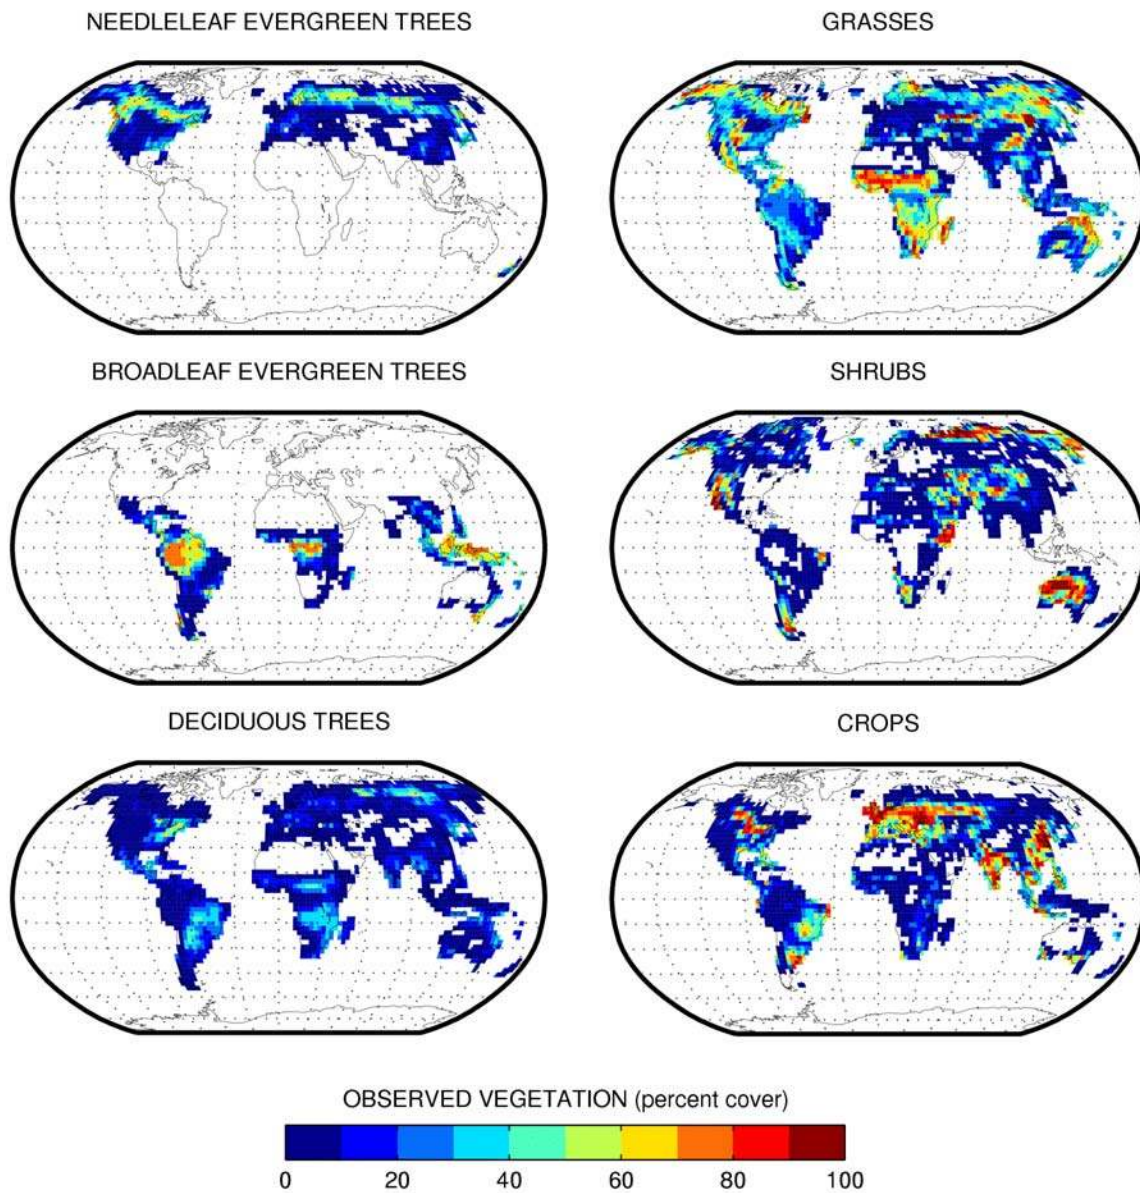 NEEDLELEAF EVERGREEN TREES
GRASSES
BROADLEAF EVERGREEN TREES
SHRUBS
DECIDUOUS TREES
CROPS
OBSERVED VEGETATION (percent cover)
0 20 40 60 80 100